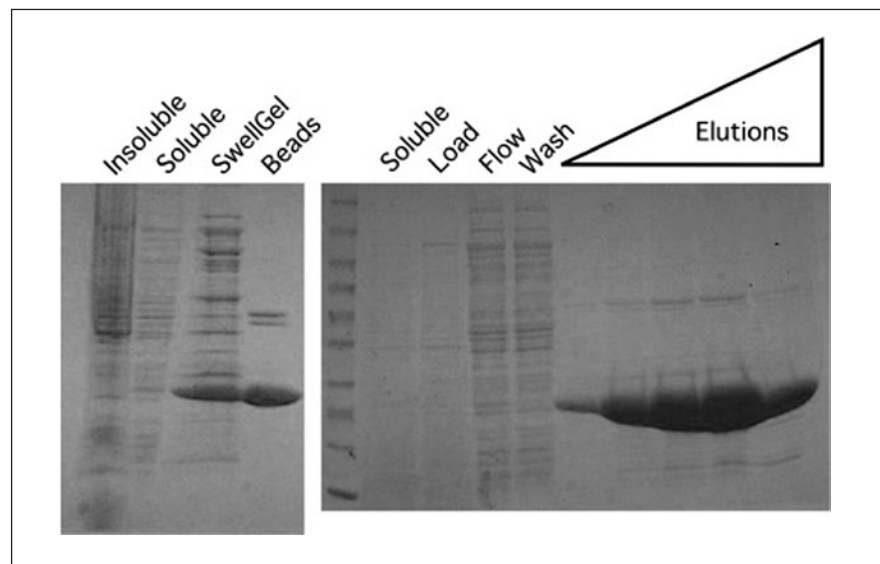 Insoluble
Soluble
SwellGel
Beads
Soluble
Load
Flow
Wash
Elutions